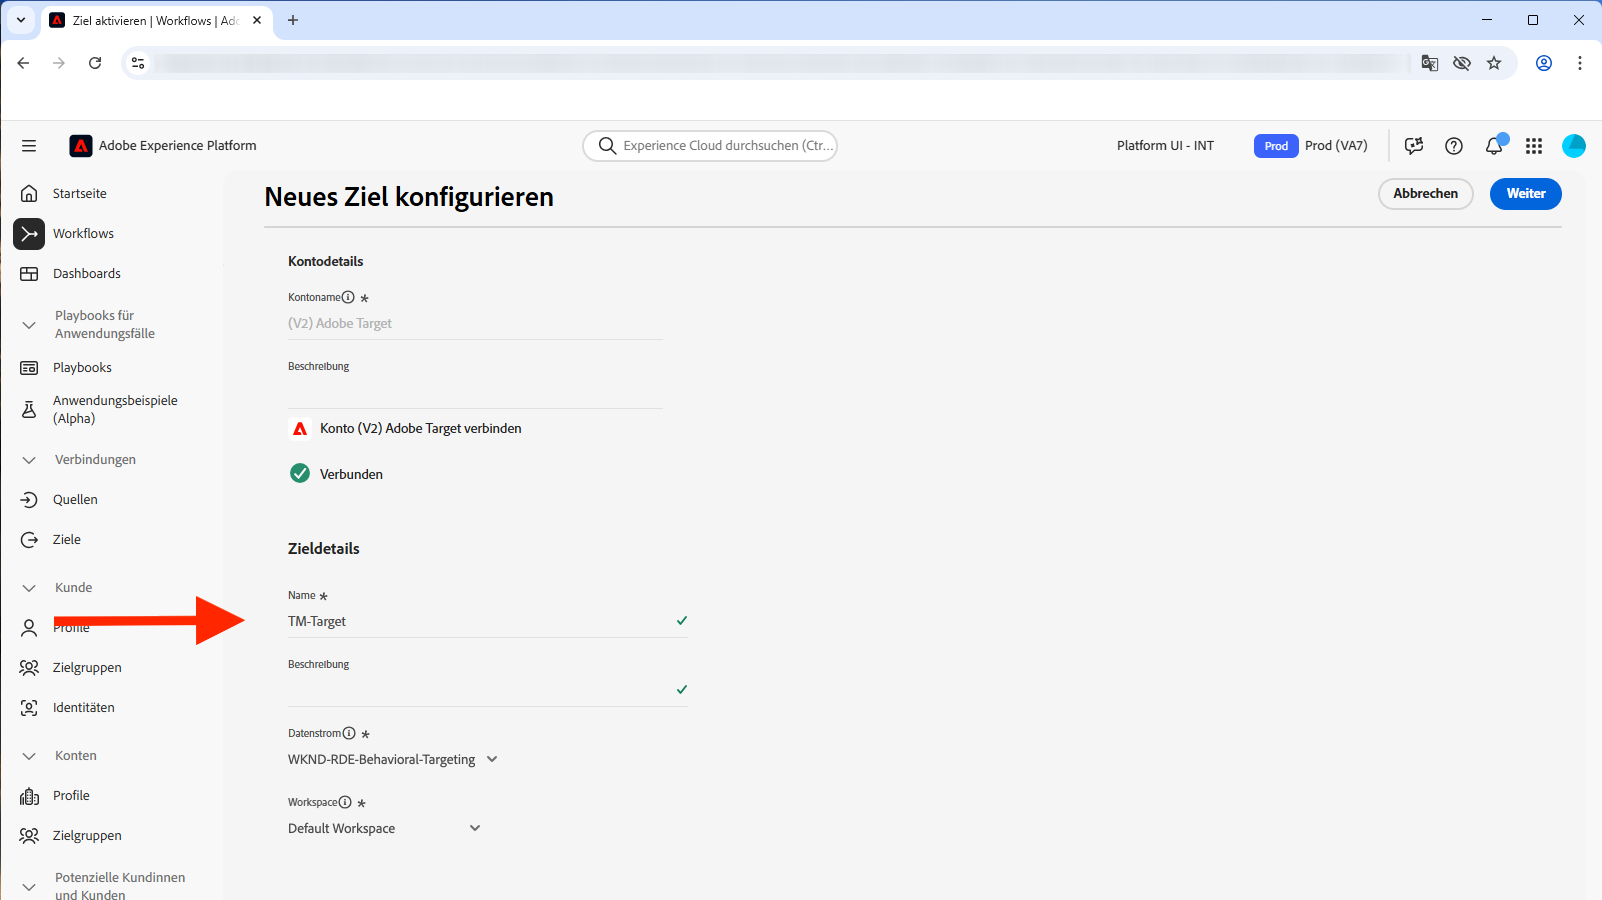 Ziel aktivieren | Workflows | Ado
Adobe Experience Platform
Experience Cloud durchsuchen (Ctr...
Platform UI - INT
Prod
Prod (VA7)
Startseite
Workflows
Dashboards
Playbooks für
Anwendungsfälle
Playbooks
Anwendungsbeispiele
(Alpha)
Verbindungen
Quellen
Ziele
Kunde
Profile
Zielgruppen
Identitäten
Konten
Profile
Zielgruppen
Potenzielle Kundinnen
und Kunden
Neues Ziel konfigurieren
Abbrechen
Weiter
Kontodetails
Kontoname *
(V2) Adobe Target
Beschreibung
Konto (V2) Adobe Target verbinden
Verbunden
Zieldetails
Name *
TM-Target
Beschreibung
Datenstrom *
WKND-RDE-Behavioral-Targeting
Workspace *
Default Workspace